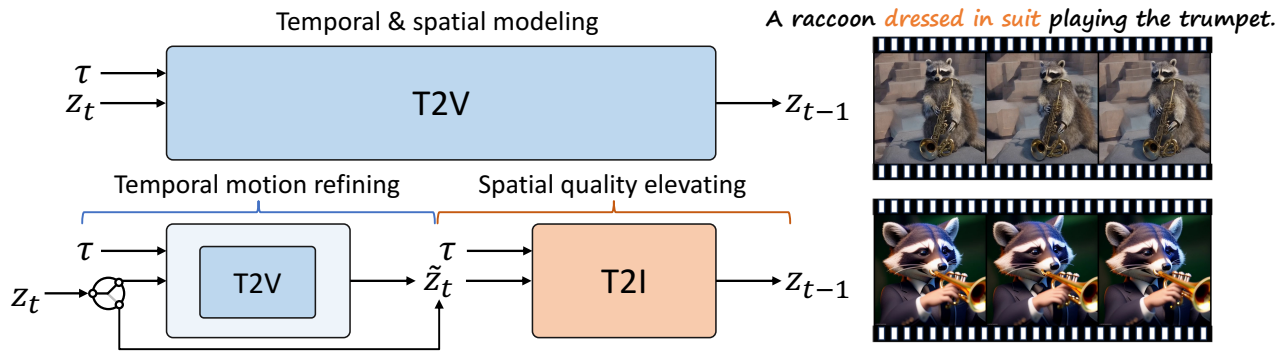 Temporal & spatial modeling
A raccoon dressed in suit playing the trumpet.
τ
z_t
T2V
z_{t−1}
Temporal motion refining
Spatial quality elevating
τ
z_t
T2V
z̃_t
τ
T2I
z_{t−1}